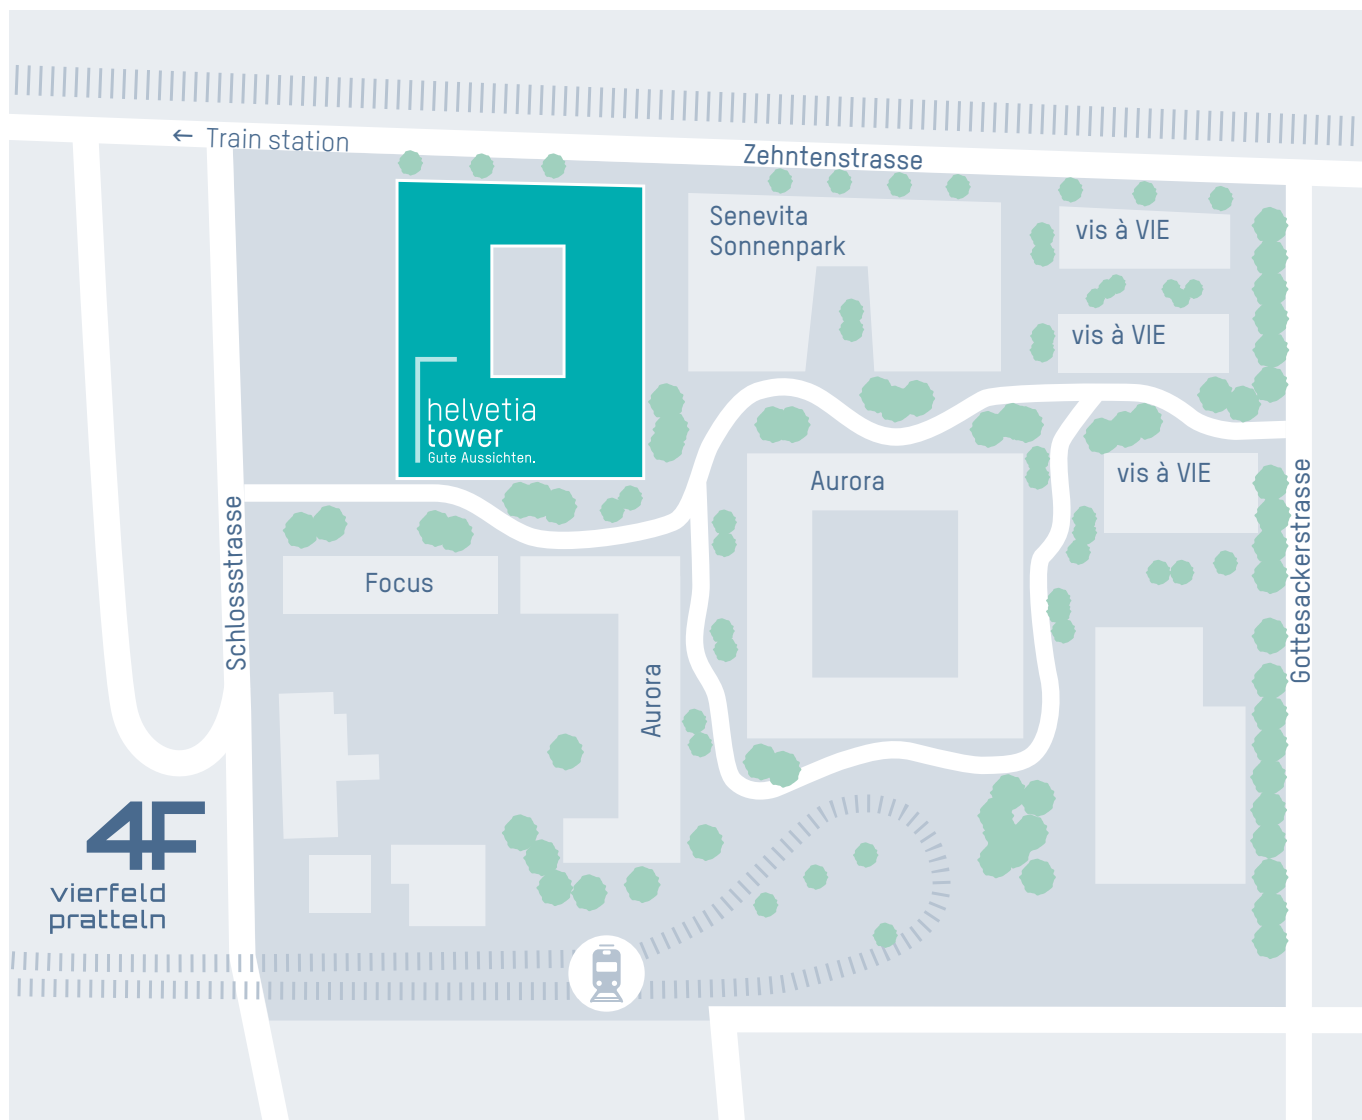 ← Train station
Zehntenstrasse
Senevita
Sonnenpark
vis à VIE
vis à VIE
helvetia
tower
Gute Aussichten.
Aurora
vis à VIE
Schlossstrasse
Gottesackerstrasse
Focus
Aurora
4F
vierfeld
pratteln